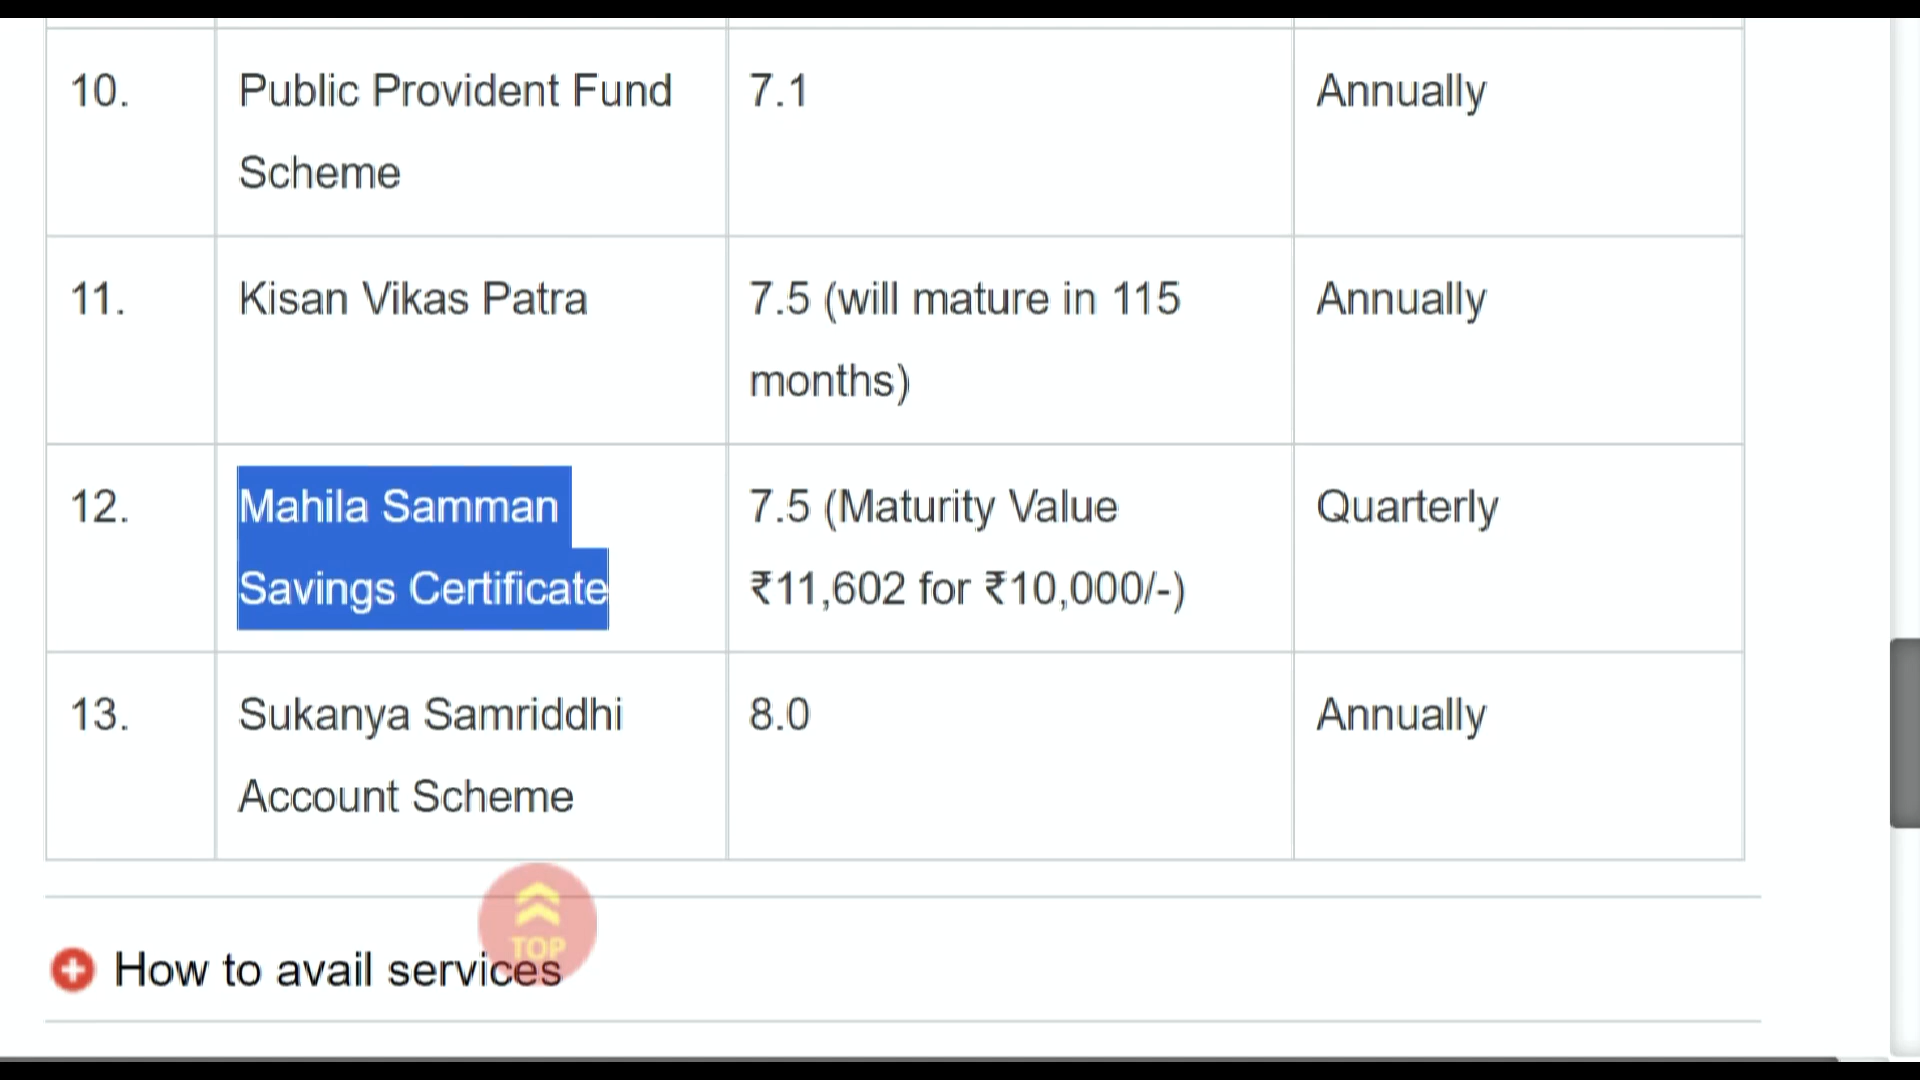 10. Public Provident Fund 7.1 Annually
Scheme
11. Kisan Vikas Patra 7.5 (will mature in 115 Annually
months)
12. Mahila Samman 7.5 (Maturity Value Quarterly
Savings Certificate ₹11,602 for ₹10,000/-)
13. Sukanya Samriddhi 8.0 Annually
Account Scheme
TOP
How to avail services